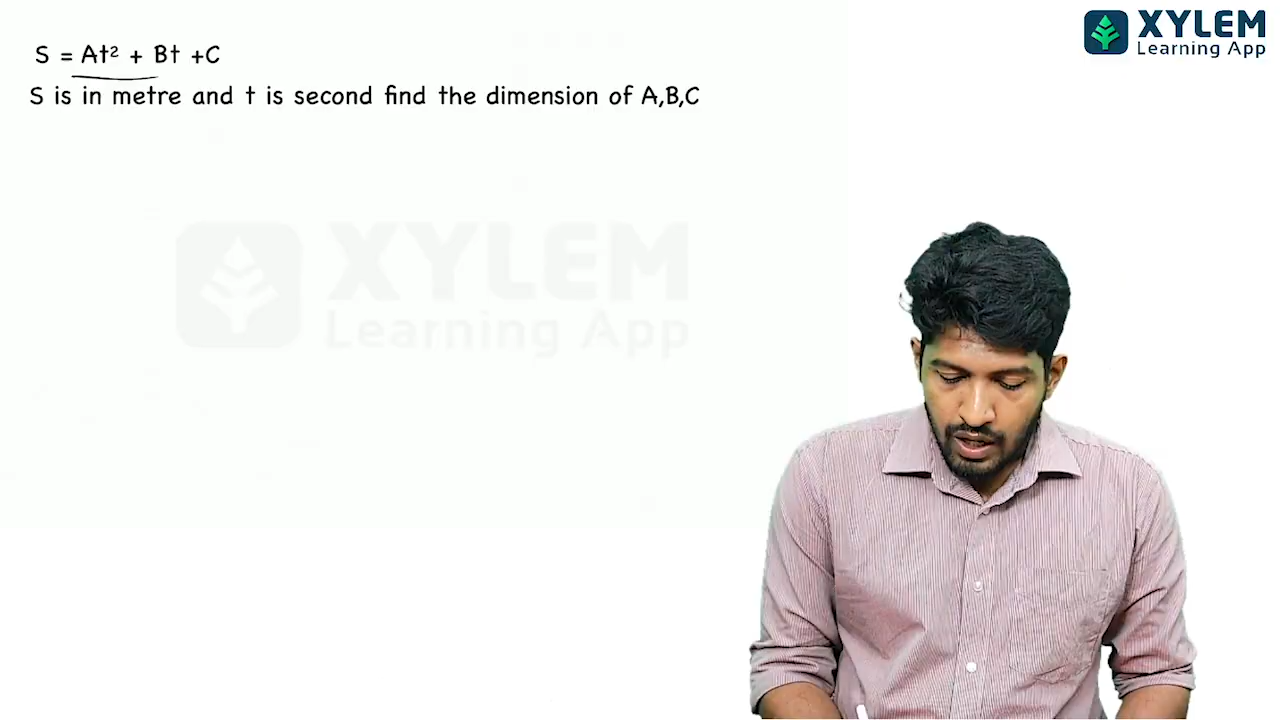 S = At² + Bt +C
S is in metre and t is second find the dimension of A,B,C
XYLEM
Learning App
XYLEM
Learning App